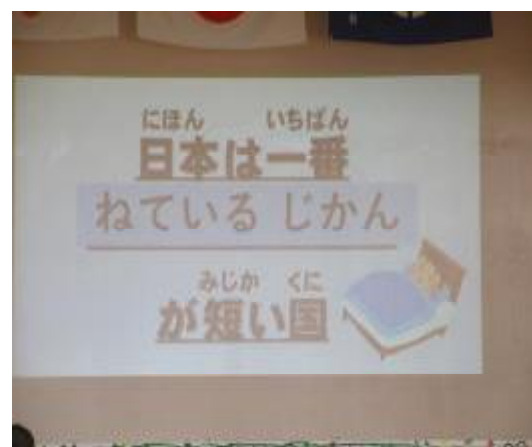 にほん いちばん
日本は一番
ねている じかん
みじか くに
が短い国